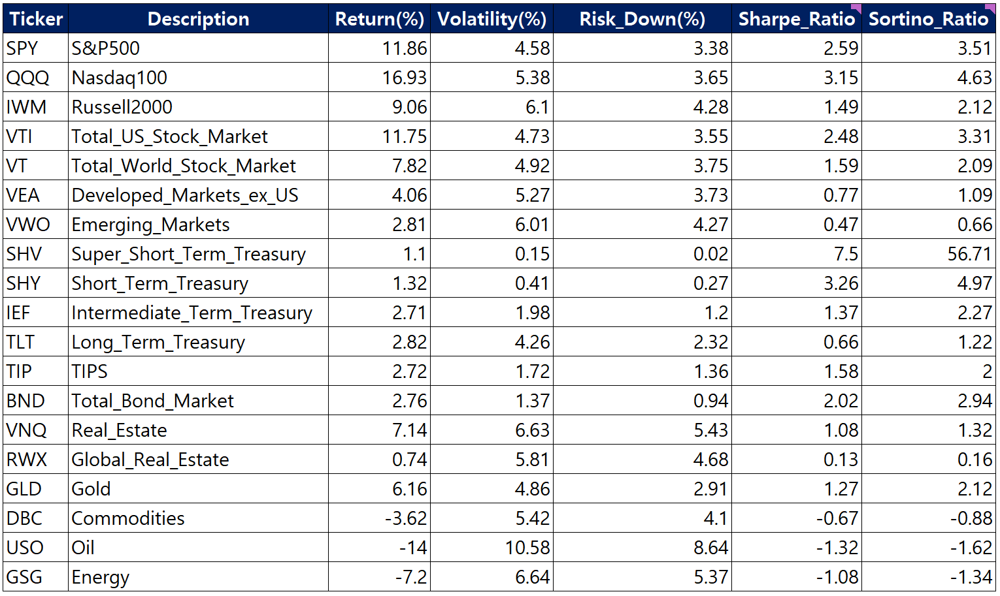 Ticker Description Return(%) Volatility(%) Risk_Down(%) Sharpe_Ratio Sortino_Ratio
SPY S&P500 11.86 4.58 3.38 2.59 3.51
QQQ Nasdaq100 16.93 5.38 3.65 3.15 4.63
IWM Russell2000 9.06 6.1 4.28 1.49 2.12
VTI Total_US_Stock_Market 11.75 4.73 3.55 2.48 3.31
VT Total_World_Stock_Market 7.82 4.92 3.75 1.59 2.09
VEA Developed_Markets_ex_US 4.06 5.27 3.73 0.77 1.09
VWO Emerging_Markets 2.81 6.01 4.27 0.47 0.66
SHV Super_Short_Term_Treasury 1.1 0.15 0.02 7.5 56.71
SHY Short_Term_Treasury 1.32 0.41 0.27 3.26 4.97
IEF Intermediate_Term_Treasury 2.71 1.98 1.2 1.37 2.27
TLT Long_Term_Treasury 2.82 4.26 2.32 0.66 1.22
TIP TIPS 2.72 1.72 1.36 1.58 2
BND Total_Bond_Market 2.76 1.37 0.94 2.02 2.94
VNQ Real_Estate 7.14 6.63 5.43 1.08 1.32
RWX Global_Real_Estate 0.74 5.81 4.68 0.13 0.16
GLD Gold 6.16 4.86 2.91 1.27 2.12
DBC Commodities -3.62 5.42 4.1 -0.67 -0.88
USO Oil -14 10.58 8.64 -1.32 -1.62
GSG Energy -7.2 6.64 5.37 -1.08 -1.34